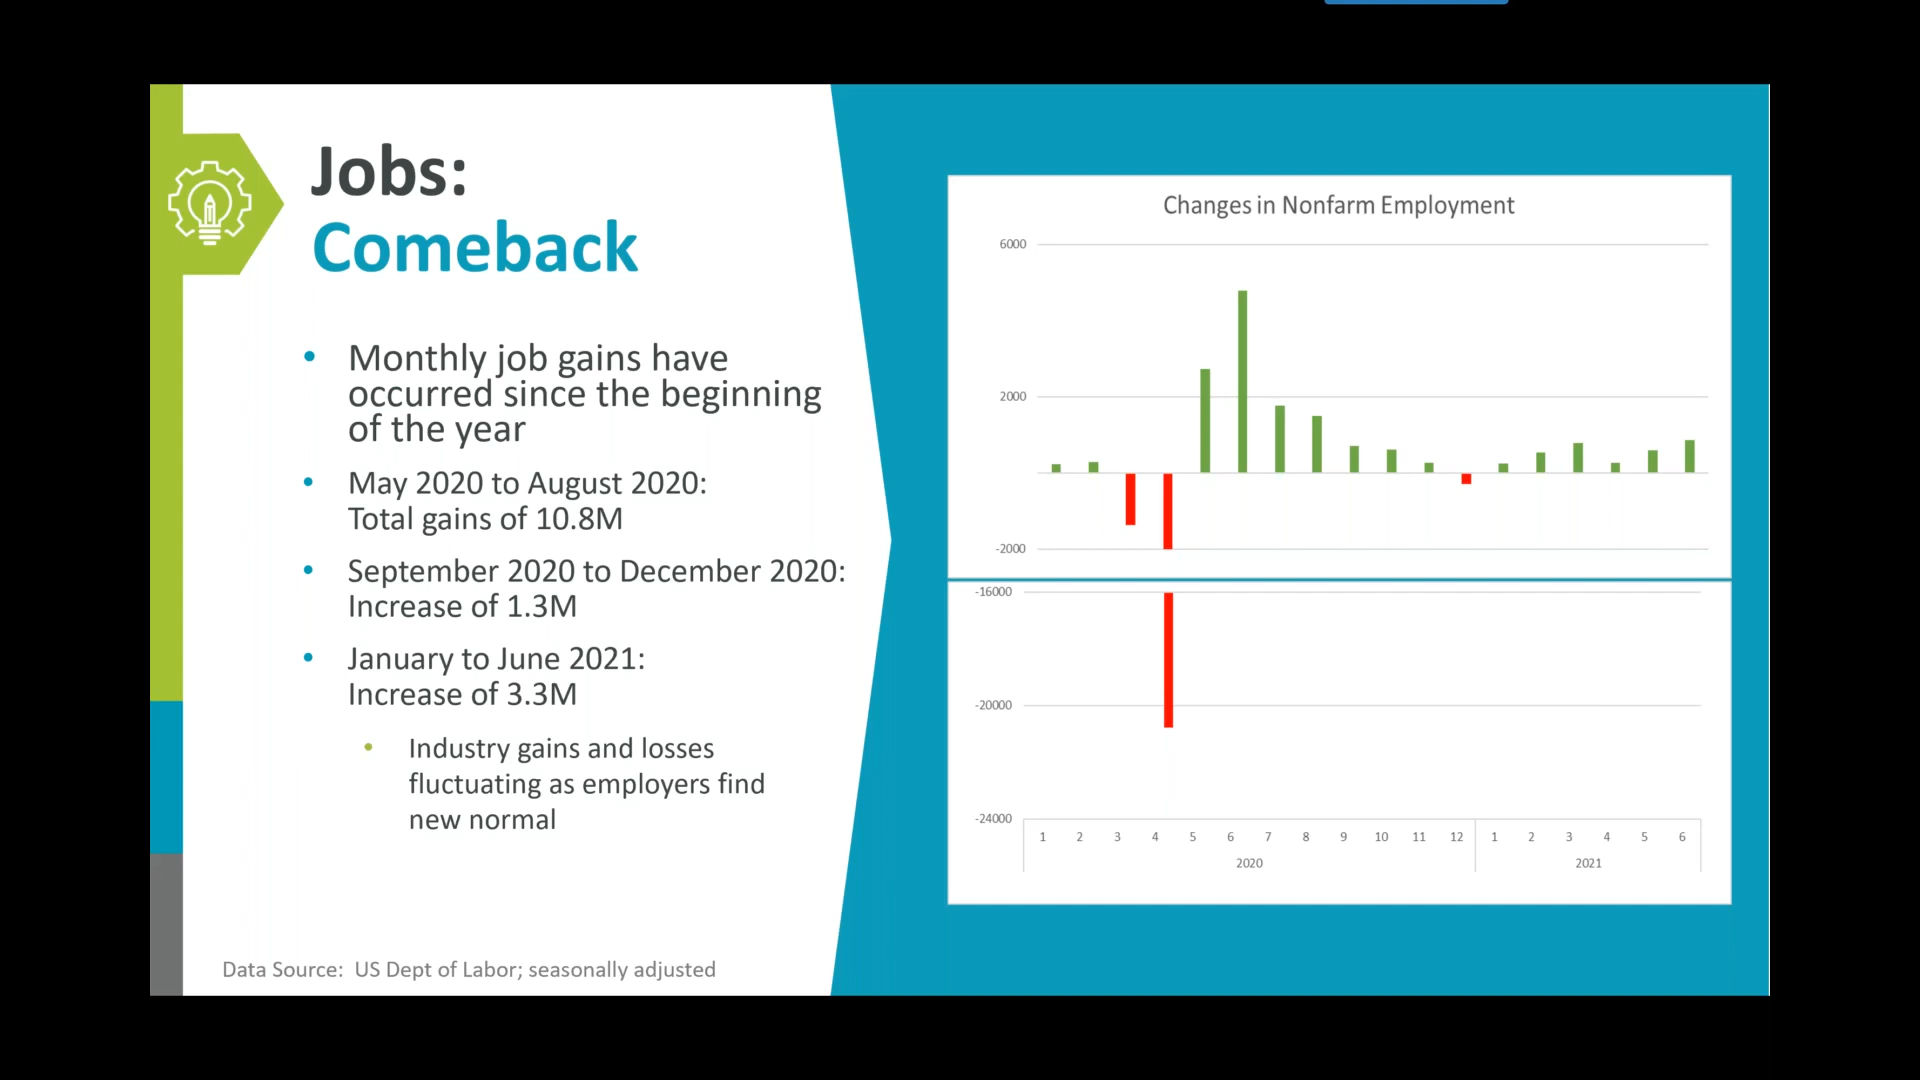 Jobs:
Comeback
• Monthly job gains have
occurred since the beginning
of the year
• May 2020 to August 2020:
Total gains of 10.8M
• September 2020 to December 2020:
Increase of 1.3M
• January to June 2021:
Increase of 3.3M
• Industry gains and losses
fluctuating as employers find
new normal
Data Source: US Dept of Labor; seasonally adjusted
Changes in Nonfarm Employment
6000
2000
-2000
-16000
-20000
-24000
1 2 3 4 5 6 7 8 9 10 11 12 1 2 3 4 5 6
2020 2021